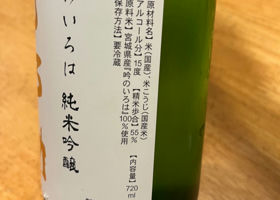 原材料名】米(国産)、米こうじ(国産米)
アルコール分】15度 【精米歩合】55%
原料米】宮城県産『吟のいろは』100%使用
保存方法】要冷蔵
【内容量】720ml
いろは 純米吟醸